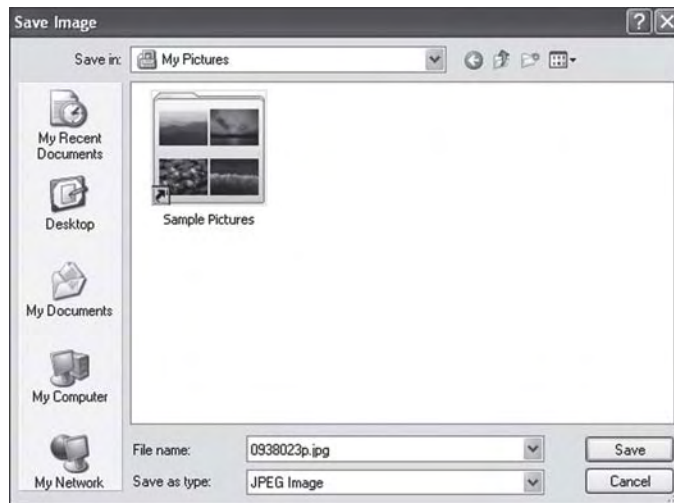 Save Image
Save in:
My Pictures
My Recent
Documents
Desktop
My Documents
My Computer
My Network
Sample Pictures
File name:
0938023p.jpg
Save
Save as type:
JPEG Image
Cancel